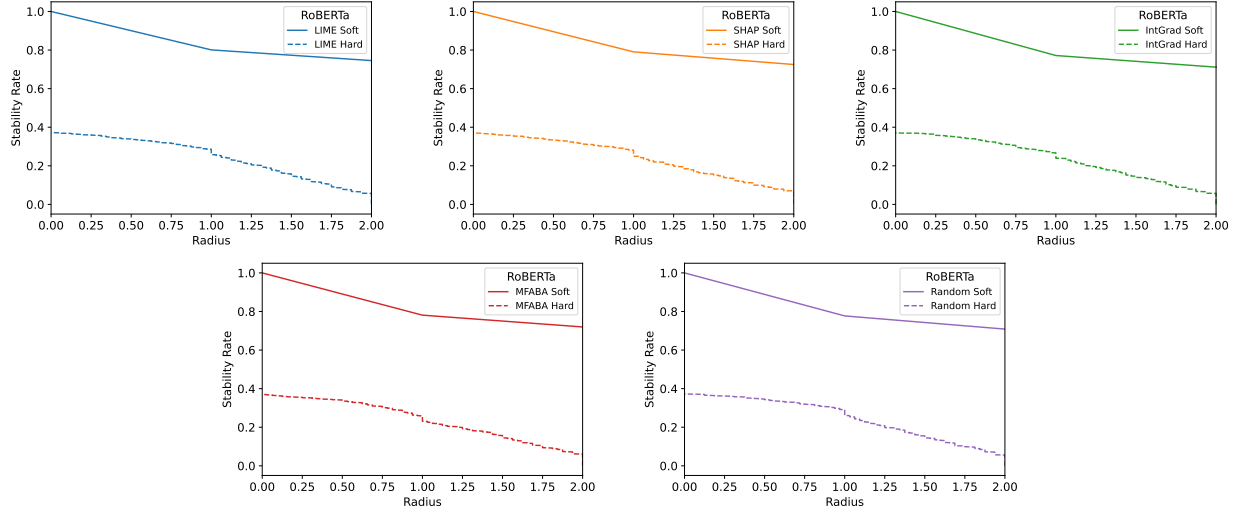 RoBERTa
LIME Soft
LIME Hard
Stability Rate
1.0
0.8
0.6
0.4
0.2
0.0
0.00 0.25 0.50 0.75 1.00 1.25 1.50 1.75 2.00
Radius
RoBERTa
SHAP Soft
SHAP Hard
Stability Rate
1.0
0.8
0.6
0.4
0.2
0.0
0.00 0.25 0.50 0.75 1.00 1.25 1.50 1.75 2.00
Radius
RoBERTa
IntGrad Soft
IntGrad Hard
Stability Rate
1.0
0.8
0.6
0.4
0.2
0.0
0.00 0.25 0.50 0.75 1.00 1.25 1.50 1.75 2.00
Radius
RoBERTa
MFABA Soft
MFABA Hard
Stability Rate
1.0
0.8
0.6
0.4
0.2
0.0
0.00 0.25 0.50 0.75 1.00 1.25 1.50 1.75 2.00
Radius
RoBERTa
Random Soft
Random Hard
Stability Rate
1.0
0.8
0.6
0.4
0.2
0.0
0.00 0.25 0.50 0.75 1.00 1.25 1.50 1.75 2.00
Radius